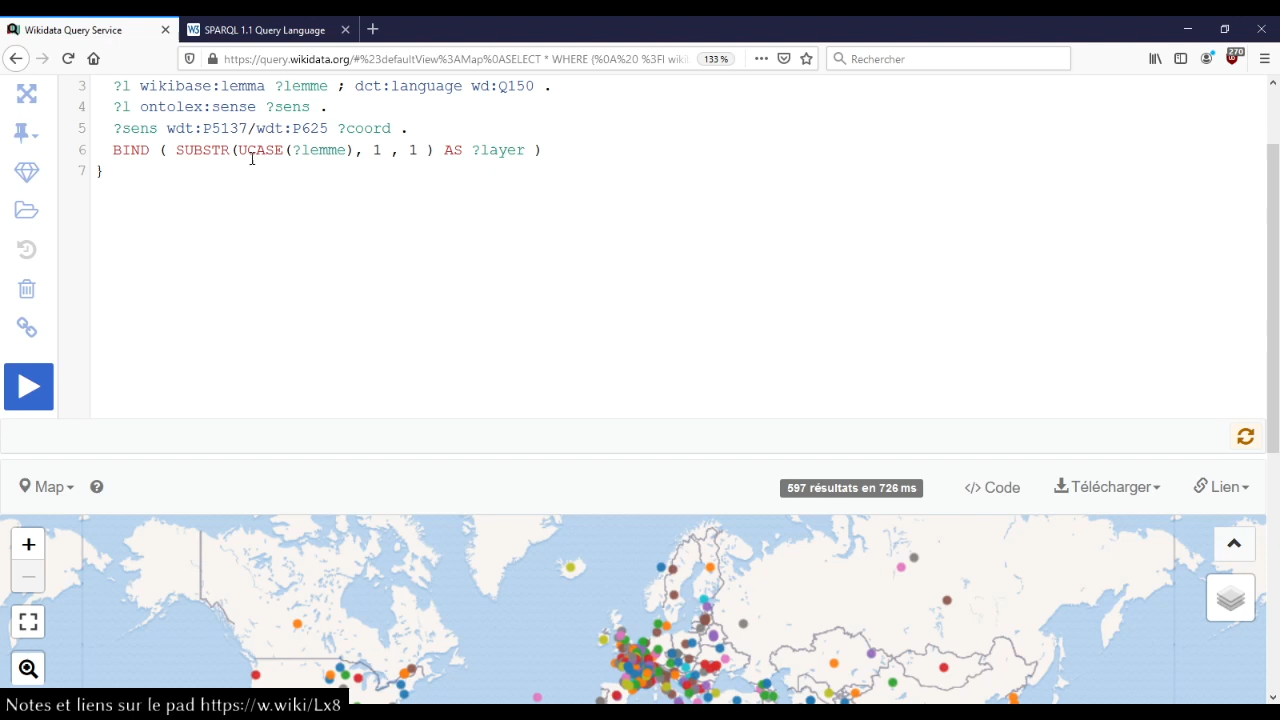 Wikidata Query Service
SPARQL 1.1 Query Language
https://query.wikidata.org/#%23defaultView%3AMap%0ASELECT * WHERE {%0A%20 %3Fl wiki
133 %
Rechercher
270
3 ?l wikibase:lemma ?lemme ; dct:language wd:Q150 .
4 ?l ontolex:sense ?sens .
5 ?sens wdt:P5137/wdt:P625 ?coord .
6 BIND ( SUBSTR(UCASE(?lemme), 1 , 1 ) AS ?layer )
7 }
Map
597 résultats en 726 ms
</> Code
Télécharger
Lien
Notes et liens sur le pad https://w.wiki/Lx8